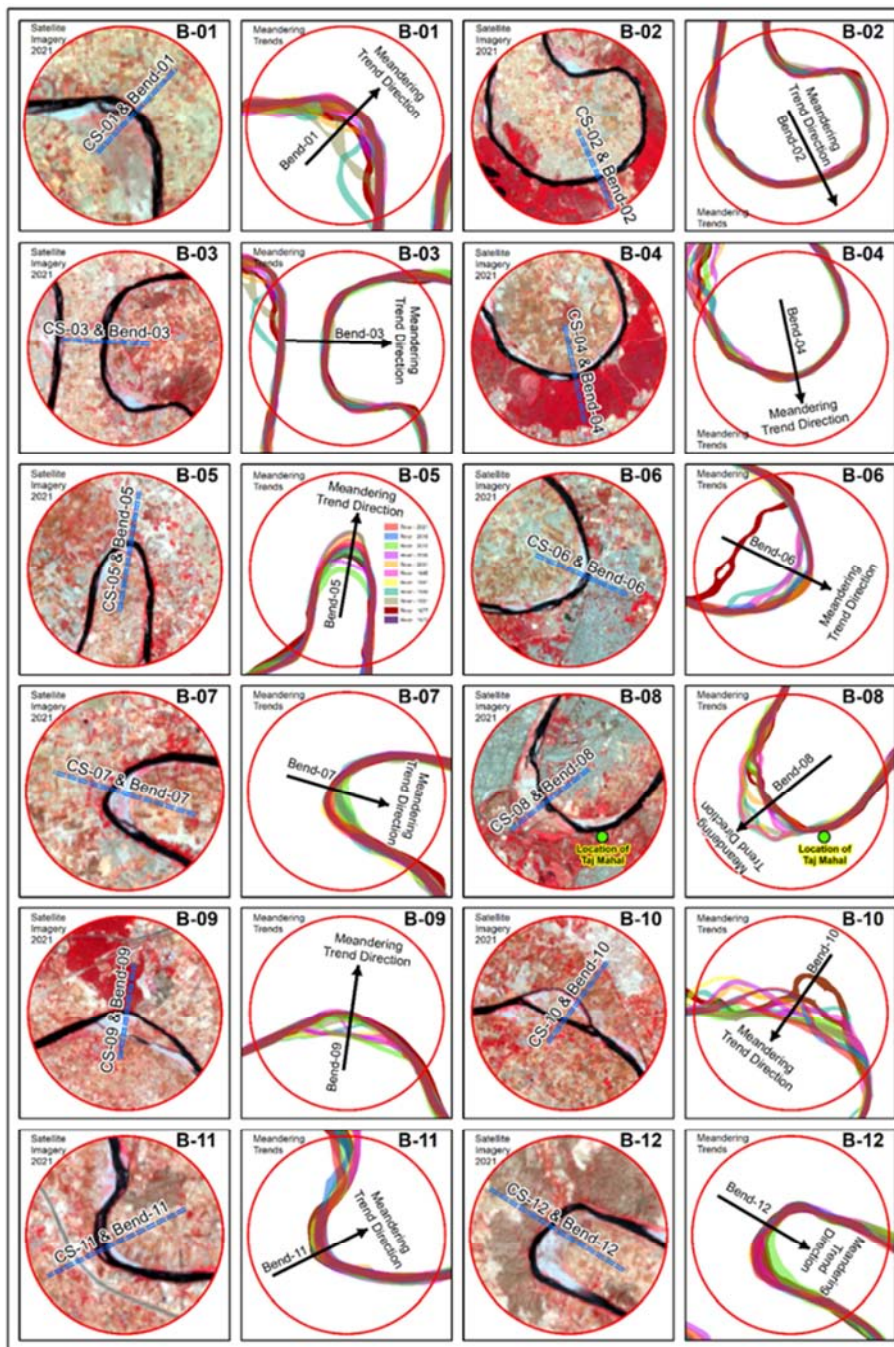 Satellite
Imagery
2021
B-01
CS-01 & Bend-01
B-01
Meandering
Trend Direction
Bend-01
Satellite
Imagery
2021
B-02
CS-02 & Bend-02
B-02
Meandering
Trend Direction
Bend-02
Meandering
Trends
Satellite
Imagery
2021
B-03
CS-03 & Bend-03
Meandering
Trends
B-03
Bend-03
Meandering
Trend
Direction
Satellite
Imagery
2021
B-04
CS-04 & Bend-04
B-04
Bend-04
Meandering
Trend Direction
Meandering
Trends
Satellite
Imagery
2021
B-05
CS-05 & Bend-05
Meandering
Trends
B-05
Meandering
Trend Direction
Bend-05
Satellite
Imagery
2021
B-06
CS-06 & Bend-06
Meandering
Trends
B-06
Bend-06
Meandering
Trend Direction
Satellite
Imagery
2021
B-07
CS-07 & Bend-07
Meandering
Trends
B-07
Bend-07
Meandering
Trend Direction
Satellite
Imagery
2021
B-08
CS-08 & Bend-08
Location of
Taj Mahal
Meandering
Trends
B-08
Bend-08
Meandering
Trend Direction
Location of
Taj Mahal
Satellite
Imagery
2021
B-09
CS-09 & Bend-09
Meandering
Trends
B-09
Meandering
Trend Direction
Bend-09
Satellite
Imagery
2021
B-10
CS-10 & Bend-10
Meandering
Trends
B-10
Bend-10
Meandering
Trend Direction
Satellite
Imagery
2021
B-11
CS-11 & Bend-11
Meandering
Trends
B-11
Meandering
Trend Direction
Bend-11
Satellite
Imagery
2021
B-12
CS-12 & Bend-12
Meandering
Trends
B-12
Bend-12
Meandering
Trend
Direction